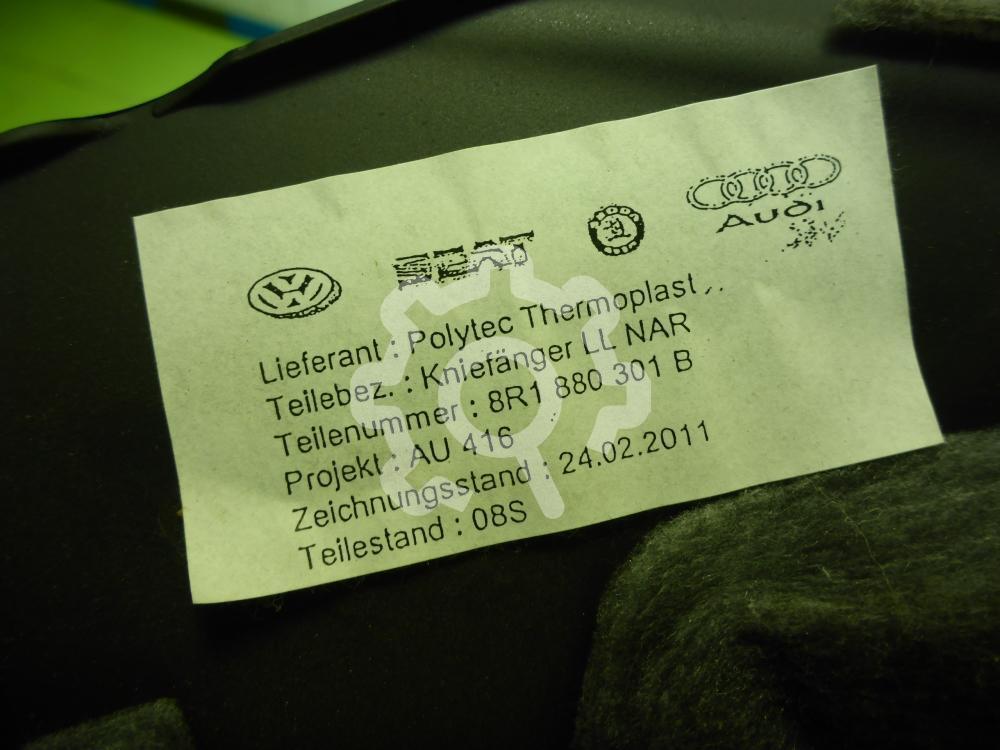 SEAT
AUDI
Lieferant : Polytec Thermoplast
Teilebez. : Kniefänger LL NAR
Teilenummer : 8R1 880 301 B
Projekt : AU 416
Zeichnungsstand : 24.02.2011
Teilestand : 08S